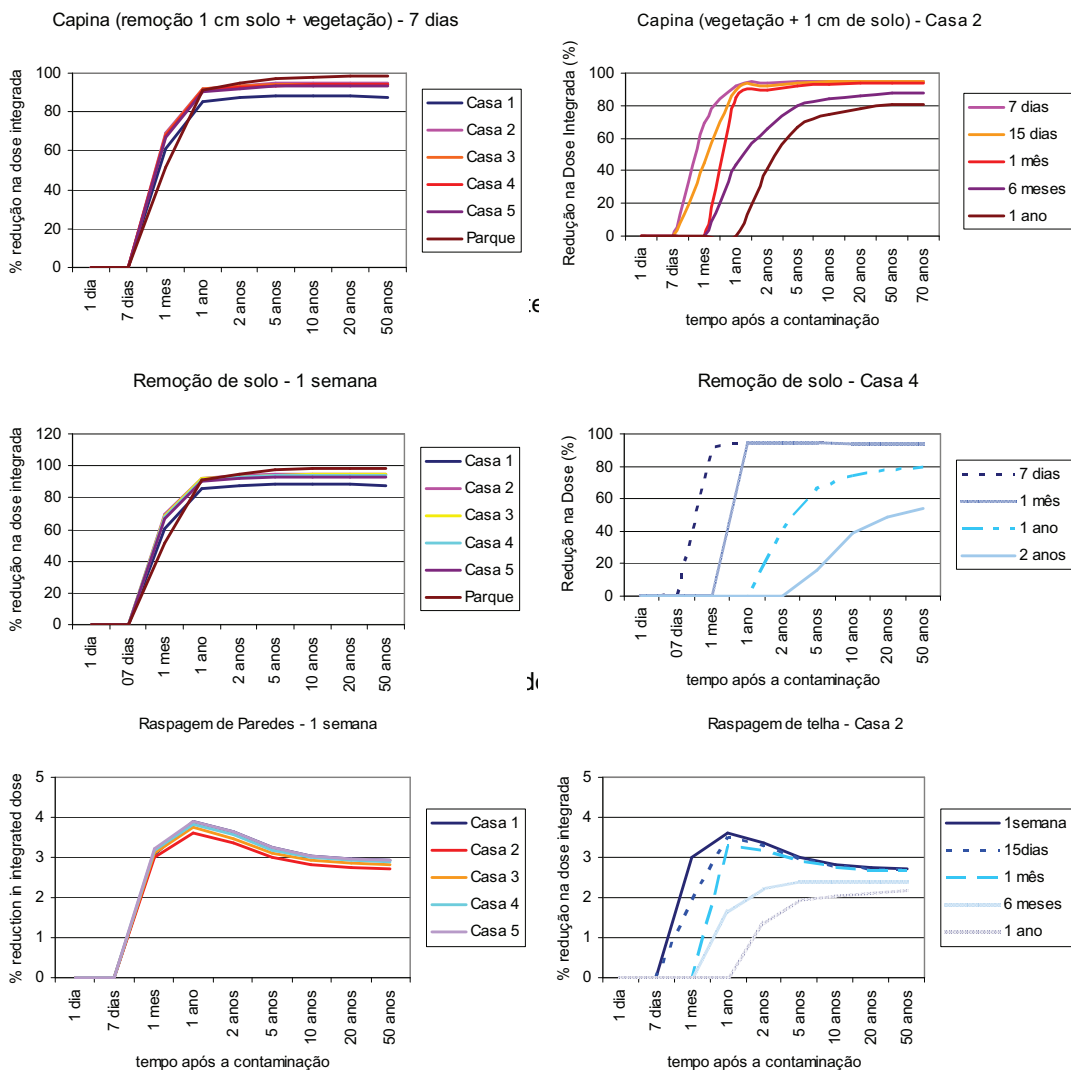 Capina (remoção 1 cm solo + vegetação) - 7 dias
% redução na dose integrada
100
80
60
40
20
0
1 dia
7 dias
1 mes
1 ano
2 anos
5 anos
10 anos
20 anos
50 anos
Casa 1
Casa 2
Casa 3
Casa 4
Casa 5
Parque
Capina (vegetação + 1 cm de solo) - Casa 2
Redução na Dose Integrada (%)
100
80
60
40
20
0
1 dia
7 dias
1 mes
1 ano
2 anos
5 anos
10 anos
20 anos
50 anos
70 anos
tempo após a contaminação
7 dias
15 dias
1 mês
6 meses
1 ano
Remoção de solo - 1 semana
% redução na dose integrada
120
100
80
60
40
20
0
1 dia
07 dias
1 mes
1 ano
2 anos
5 anos
10 anos
20 anos
50 anos
Casa 1
Casa 2
Casa 3
Casa 4
Casa 5
Parque
Remoção de solo - Casa 4
Redução na Dose (%)
100
80
60
40
20
0
1 dia
07 dias
1 mes
1 ano
2 anos
5 anos
10 anos
20 anos
50 anos
tempo após a contaminação
7 dias
1 mês
1 ano
2 anos
Raspagem de Paredes - 1 semana
% reduction in integrated dose
5
4
3
2
1
0
1 dia
7 dias
1 mes
1 ano
2 anos
5 anos
10 anos
20 anos
50 anos
tempo após a contaminação
Casa 1
Casa 2
Casa 3
Casa 4
Casa 5
Raspagem de telha - Casa 2
% redução na dose integrada
5
4
3
2
1
0
1 dia
7 dias
1 mes
1 ano
2 anos
5 anos
10 anos
20 anos
50 anos
tempo após a contaminação
1semana
15dias
1 mês
6 meses
1 ano